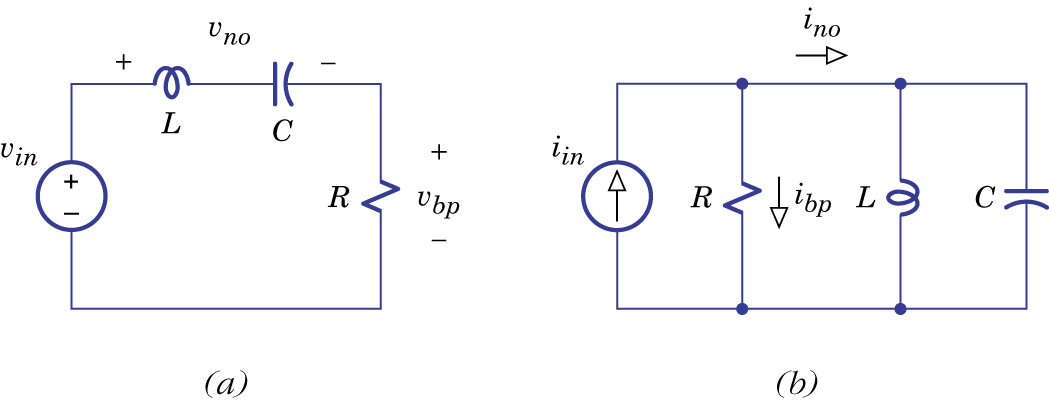 v_no
+ −
L
C
v_in
+
−
R
+
v_bp
−
(a)
i_no
i_in
R
i_bp
L
C
(b)